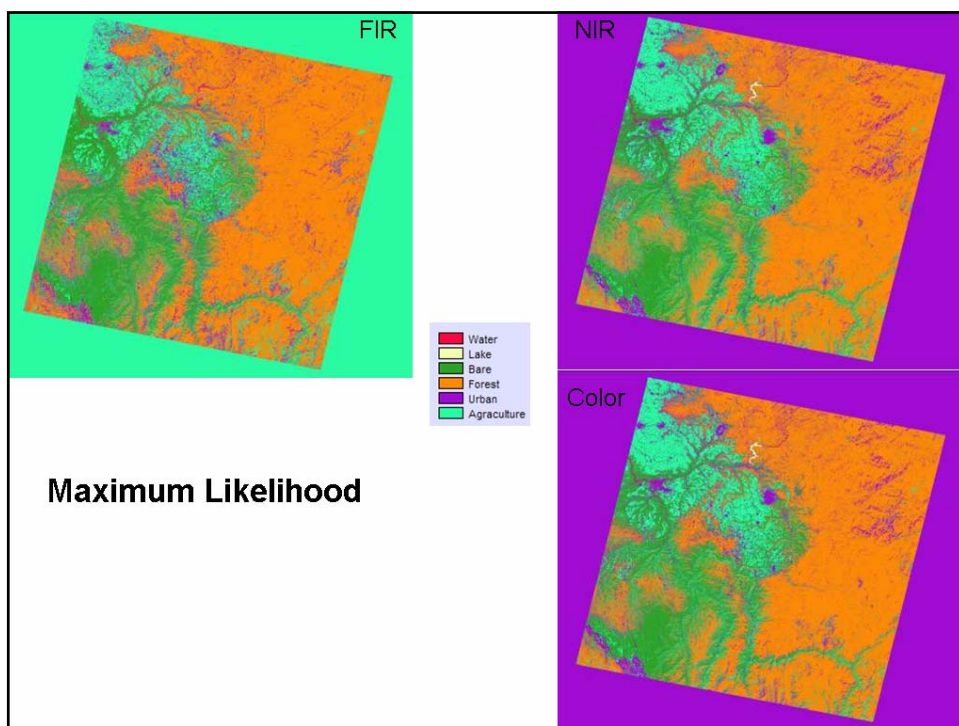 FIR
NIR
Water
Lake
Bare
Forest
Urban
Agraculture
Color
Maximum Likelihood